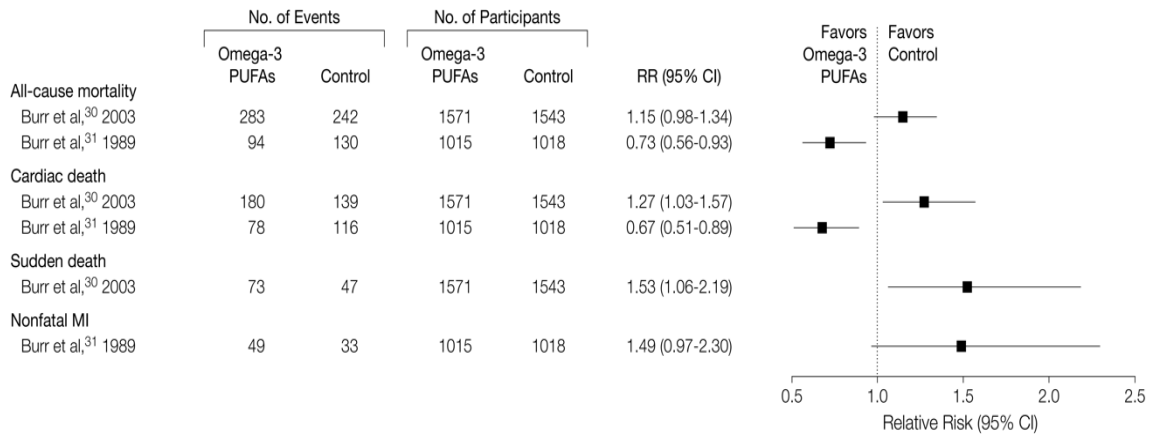 No. of Events No. of Participants
Favors Favors
Omega-3 Omega-3 Omega-3 Control
PUFAs Control PUFAs Control RR (95% CI) PUFAs
All-cause mortality
Burr et al,30 2003 283 242 1571 1543 1.15 (0.98-1.34)
Burr et al,31 1989 94 130 1015 1018 0.73 (0.56-0.93)
Cardiac death
Burr et al,30 2003 180 139 1571 1543 1.27 (1.03-1.57)
Burr et al,31 1989 78 116 1015 1018 0.67 (0.51-0.89)
Sudden death
Burr et al,30 2003 73 47 1571 1543 1.53 (1.06-2.19)
Nonfatal MI
Burr et al,31 1989 49 33 1015 1018 1.49 (0.97-2.30)
0.5 1.0 1.5 2.0 2.5
Relative Risk (95% CI)